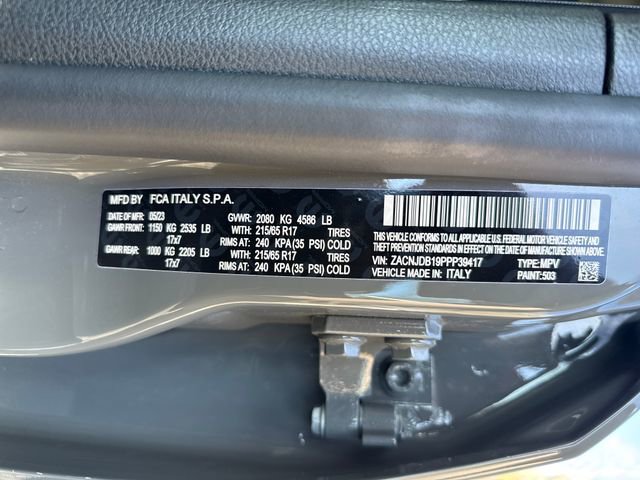 MFD BY FCA ITALY S.P.A.
DATE OF MFR 05/23 GVWR: 2080 KG 4586 LB
GAWR FRONT: 1150 KG 2535 LB WITH: 215/65 R17 TIRES
17x7 RIMS AT: 240 KPA (35 PSI) COLD
GAWR REAR: 1000 KG 2205 LB WITH: 215/65 R17 TIRES
17x7 RIMS AT: 240 KPA (35 PSI) COLD
THIS VEHICLE CONFORMS TO ALL APPLICABLE U.S. FEDERAL MOTOR VEHICLE SAFETY AND
THEFT PREVENTION STANDARDS IN EFFECT ON THE DATE OF MANUFACTURE SHOWN ABOVE
VIN: ZACNJDB19PPP39417 TYPE: MPV
VEHICLE MADE IN: ITALY PAINT: 503